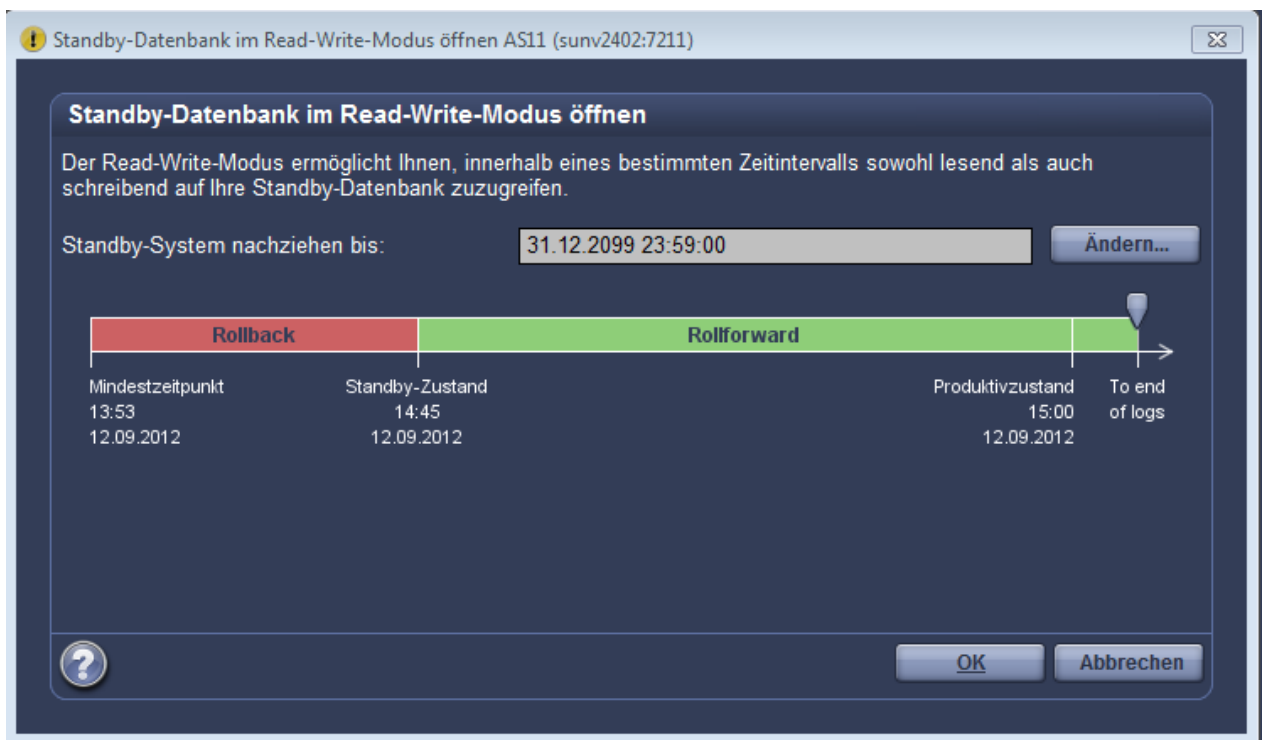 Standby-Datenbank im Read-Write-Modus öffnen AS11 (sunv2402:7211)
Standby-Datenbank im Read-Write-Modus öffnen
Der Read-Write-Modus ermöglicht Ihnen, innerhalb eines bestimmten Zeitintervalls sowohl lesend als auch
schreibend auf Ihre Standby-Datenbank zuzugreifen.
Standby-System nachziehen bis: 31.12.2099 23:59:00 Ändern...
Rollback Rollforward
Mindestzeitpunkt Standby-Zustand Produktivzustand To end
13:53 14:45 15:00 of logs
12.09.2012 12.09.2012 12.09.2012
? OK Abbrechen